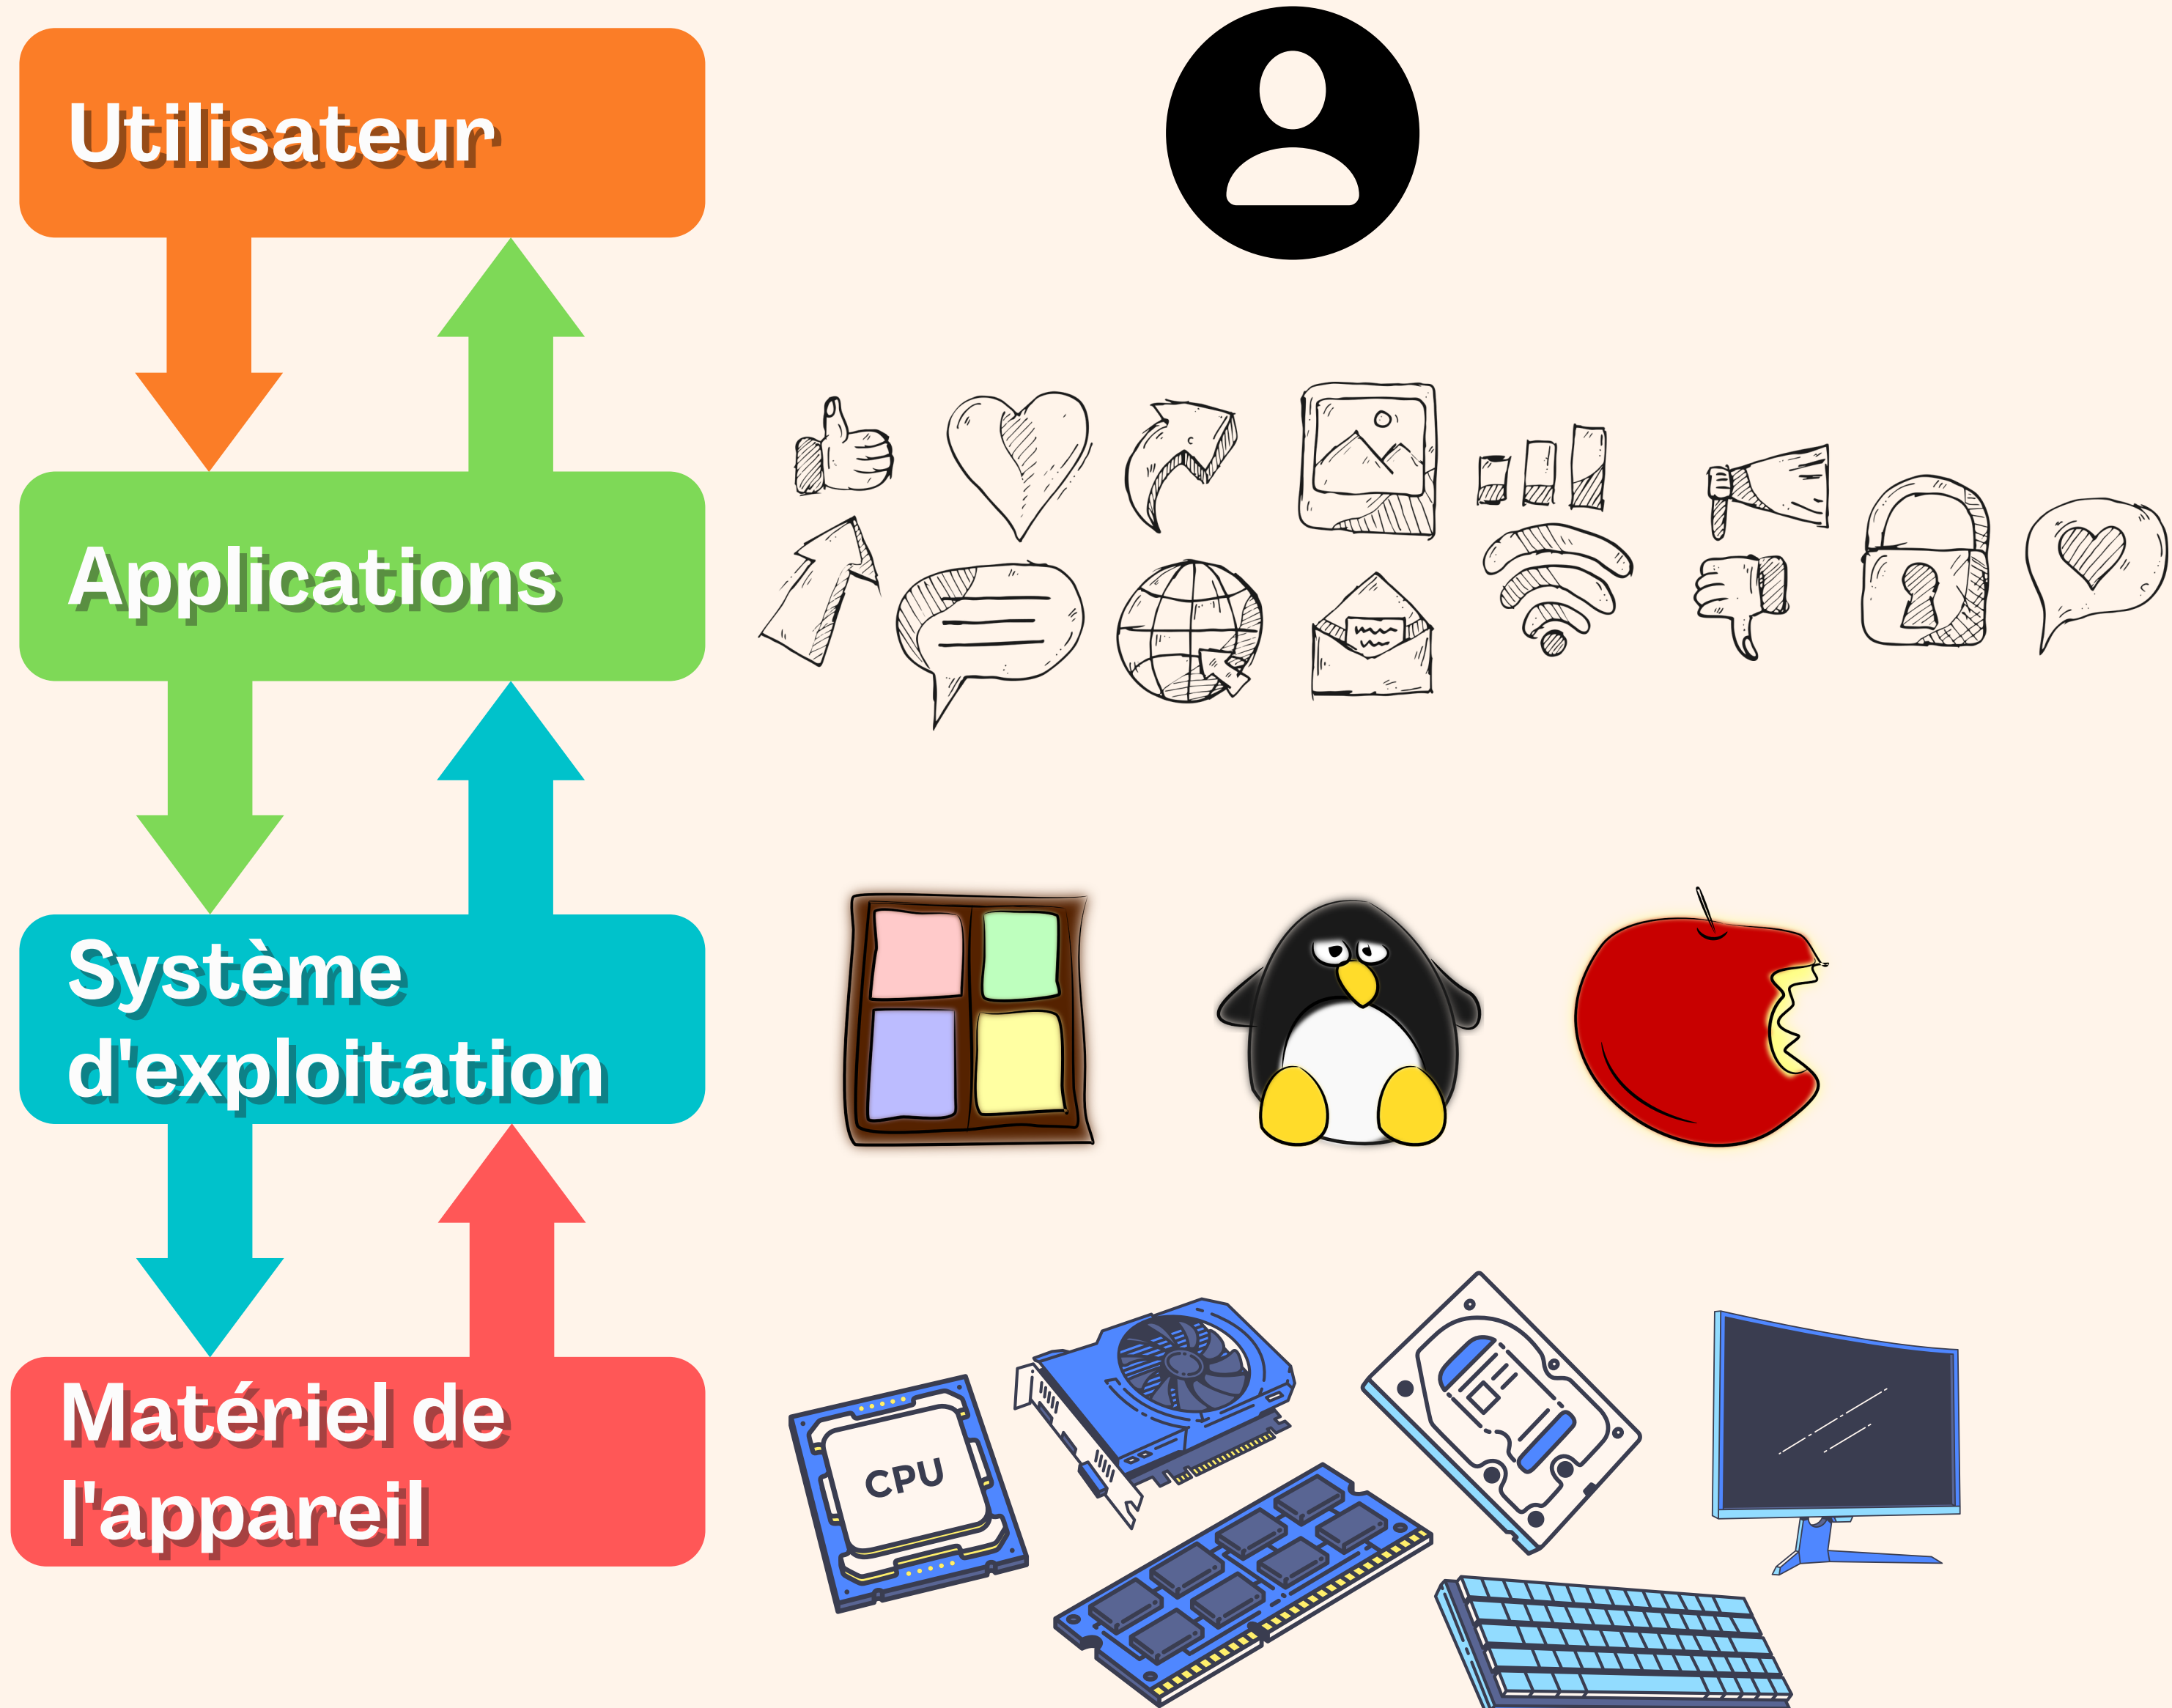 Utilisateur
Applications
Système
d'exploitation
Matériel de
l'appareil
CPU